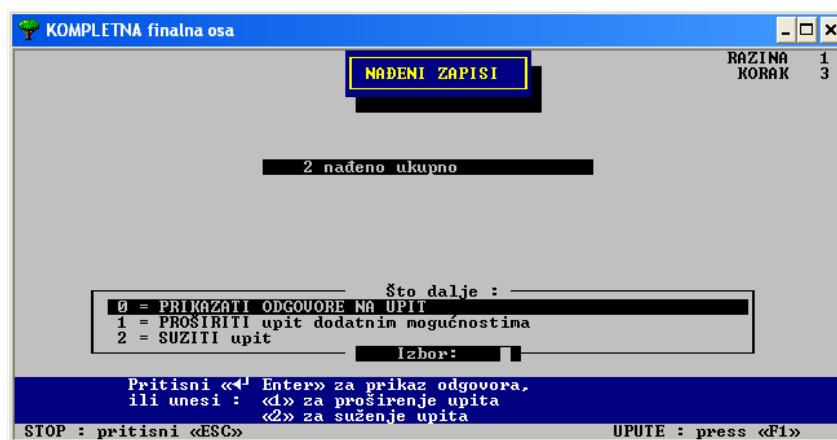 KOMPLETNA finalna osa
NAĐENI ZAPISI
RAZINA 1
KORAK 3
2 nađeno ukupno
Što dalje :
0 = PRIKAZATI ODGOVORE NA UPIT
1 = PROŠIRITI upit dodatnim mogućnostima
2 = SUZITI upit
Izbor:
Pritisni «◄┘ Enter» za prikaz odgovora,
ili unesi : «1» za proširenje upita
«2» za suženje upita
STOP : pritisni «ESC» UPUTE : press «F1»